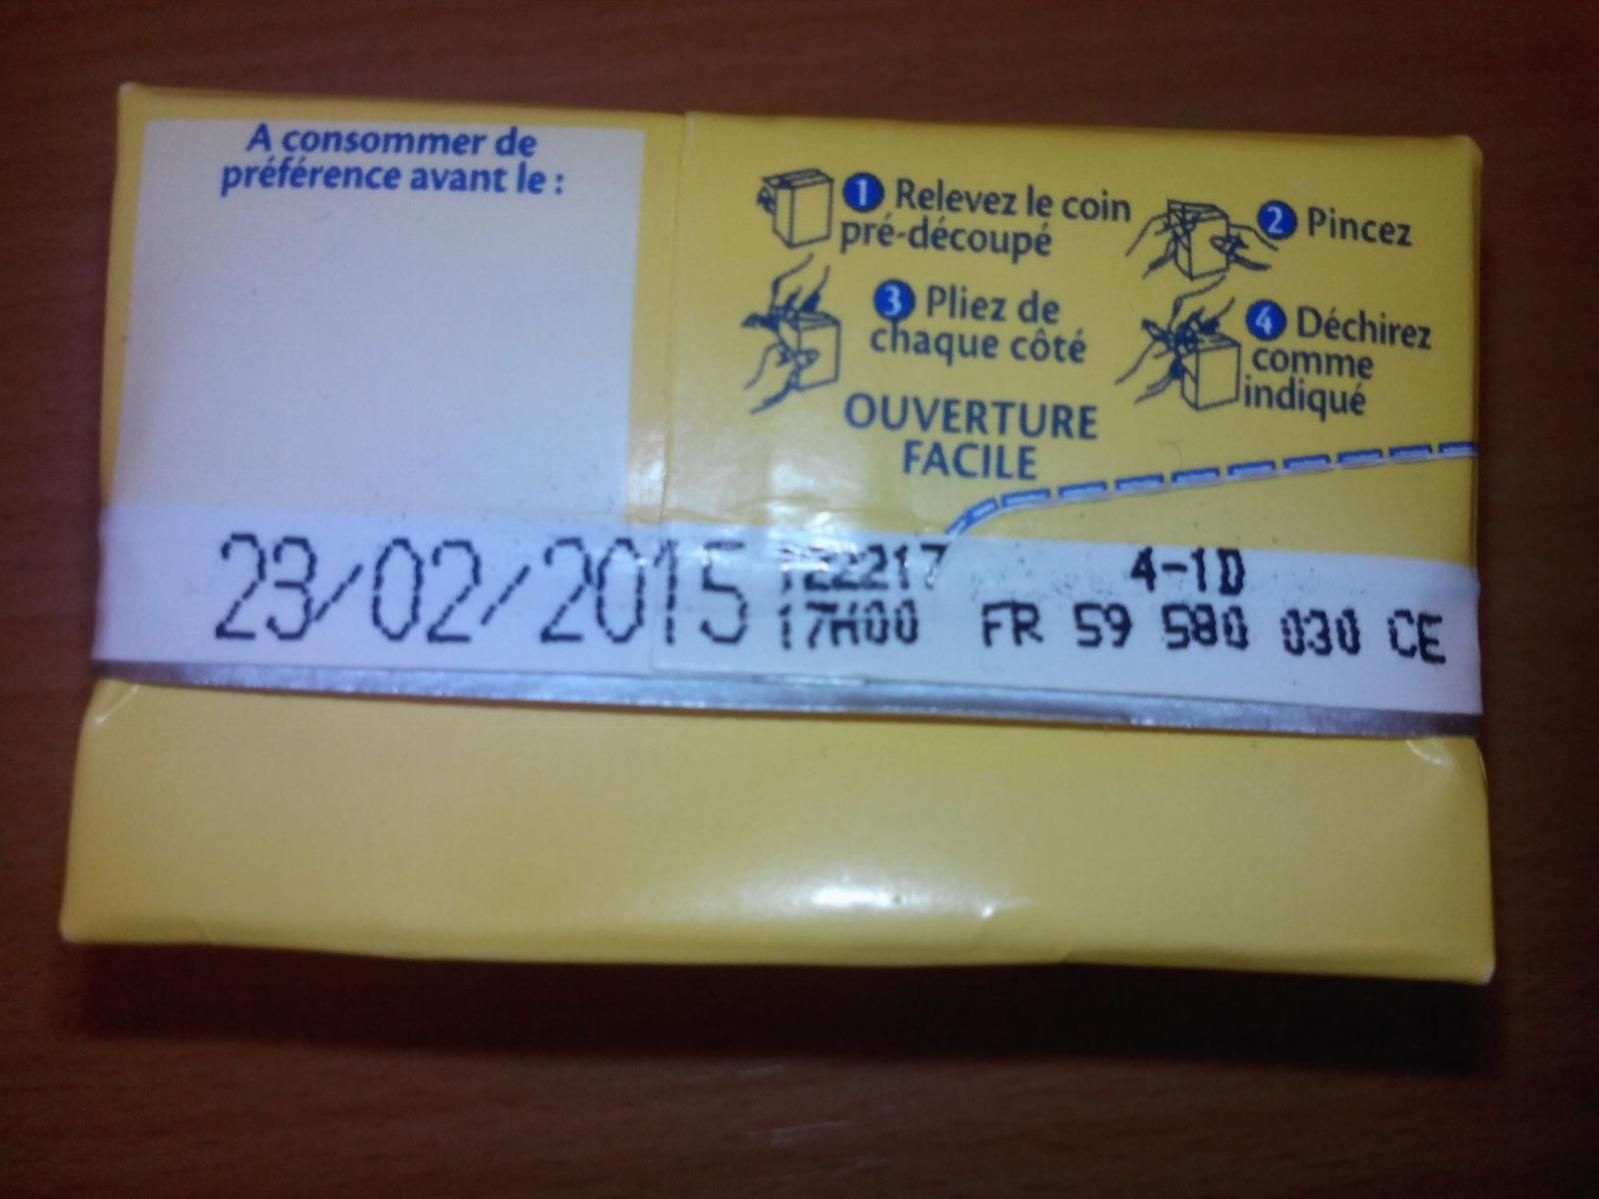 A consommer de
préférence avant le :
1 Relevez le coin
pré-découpé
2 Pincez
3 Pliez de
chaque côté
4 Déchirez
comme
indiqué
OUVERTURE
FACILE
23/02/2015
122217 4-1D
17H00 FR 59 580 030 CE